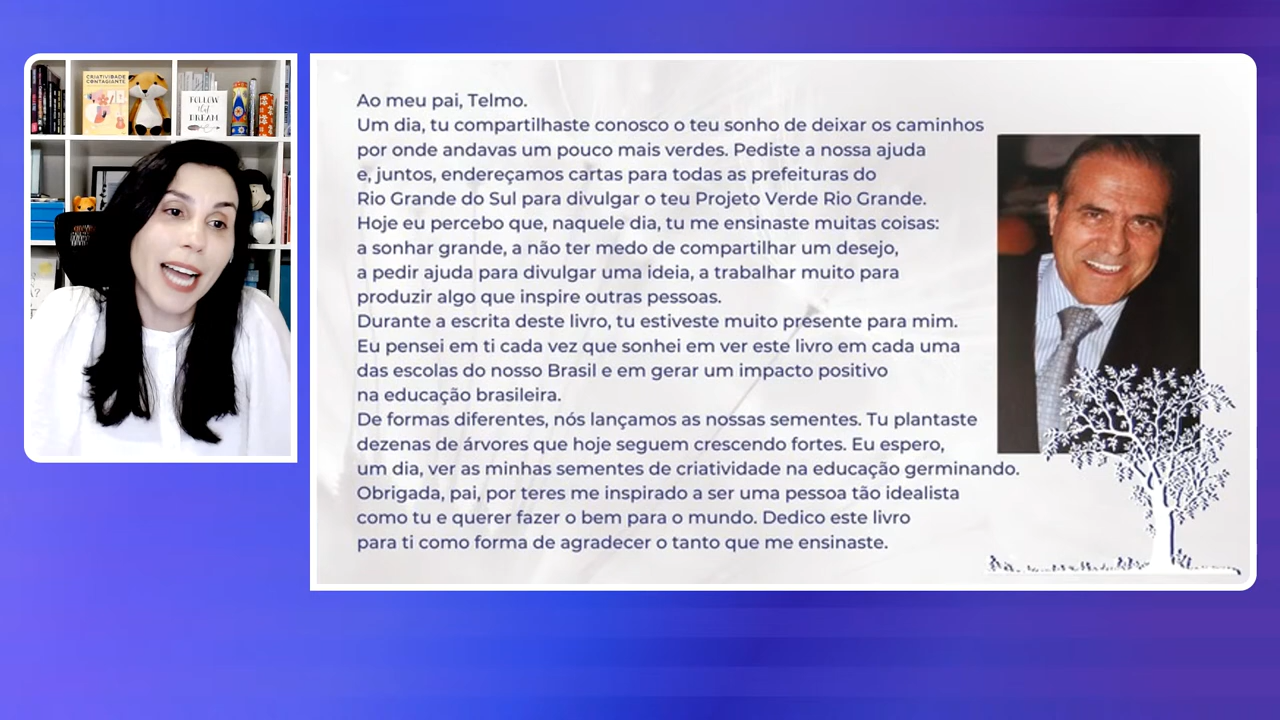 CRIATIVIDADE
CONTAGIANTE
FOLLOW
that
DREAM
Ao meu pai, Telmo.
Um dia, tu compartilhaste conosco o teu sonho de deixar os caminhos
por onde andavas um pouco mais verdes. Pediste a nossa ajuda
e, juntos, endereçamos cartas para todas as prefeituras do
Rio Grande do Sul para divulgar o teu Projeto Verde Rio Grande.
Hoje eu percebo que, naquele dia, tu me ensinaste muitas coisas:
a sonhar grande, a não ter medo de compartilhar um desejo,
a pedir ajuda para divulgar uma ideia, a trabalhar muito para
produzir algo que inspire outras pessoas.
Durante a escrita deste livro, tu estiveste muito presente para mim.
Eu pensei em ti cada vez que sonhei em ver este livro em cada uma
das escolas do nosso Brasil e em gerar um impacto positivo
na educação brasileira.
De formas diferentes, nós lançamos as nossas sementes. Tu plantaste
dezenas de árvores que hoje seguem crescendo fortes. Eu espero,
um dia, ver as minhas sementes de criatividade na educação germinando.
Obrigada, pai, por teres me inspirado a ser uma pessoa tão idealista
como tu e querer fazer o bem para o mundo. Dedico este livro
para ti como forma de agradecer o tanto que me ensinaste.